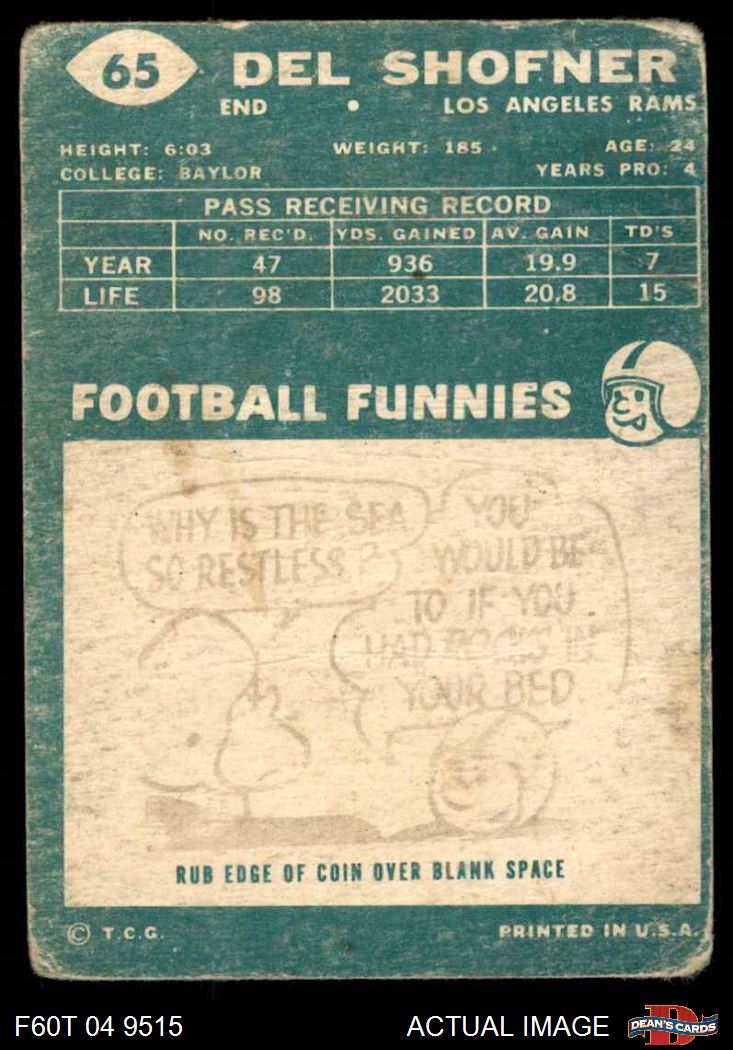 65 DEL SHOFNER
END • LOS ANGELES RAMS
HEIGHT: 6:03 WEIGHT: 185 AGE: 24
COLLEGE: BAYLOR YEARS PRO: 4
PASS RECEIVING RECORD
NO. REC'D. YDS. GAINED AV. GAIN TD'S
YEAR 47 936 19.9 7
LIFE 98 2033 20.8 15
FOOTBALL FUNNIES
WHY IS THE SEA
SO RESTLESS?
YOU
WOULD BE
TO IF YOU
HAD IN
YOUR BED
RUB EDGE OF COIN OVER BLANK SPACE
© T.C.G. PRINTED IN U.S.A.
F60T 04 9515 ACTUAL IMAGE D DEAN'S CARDS